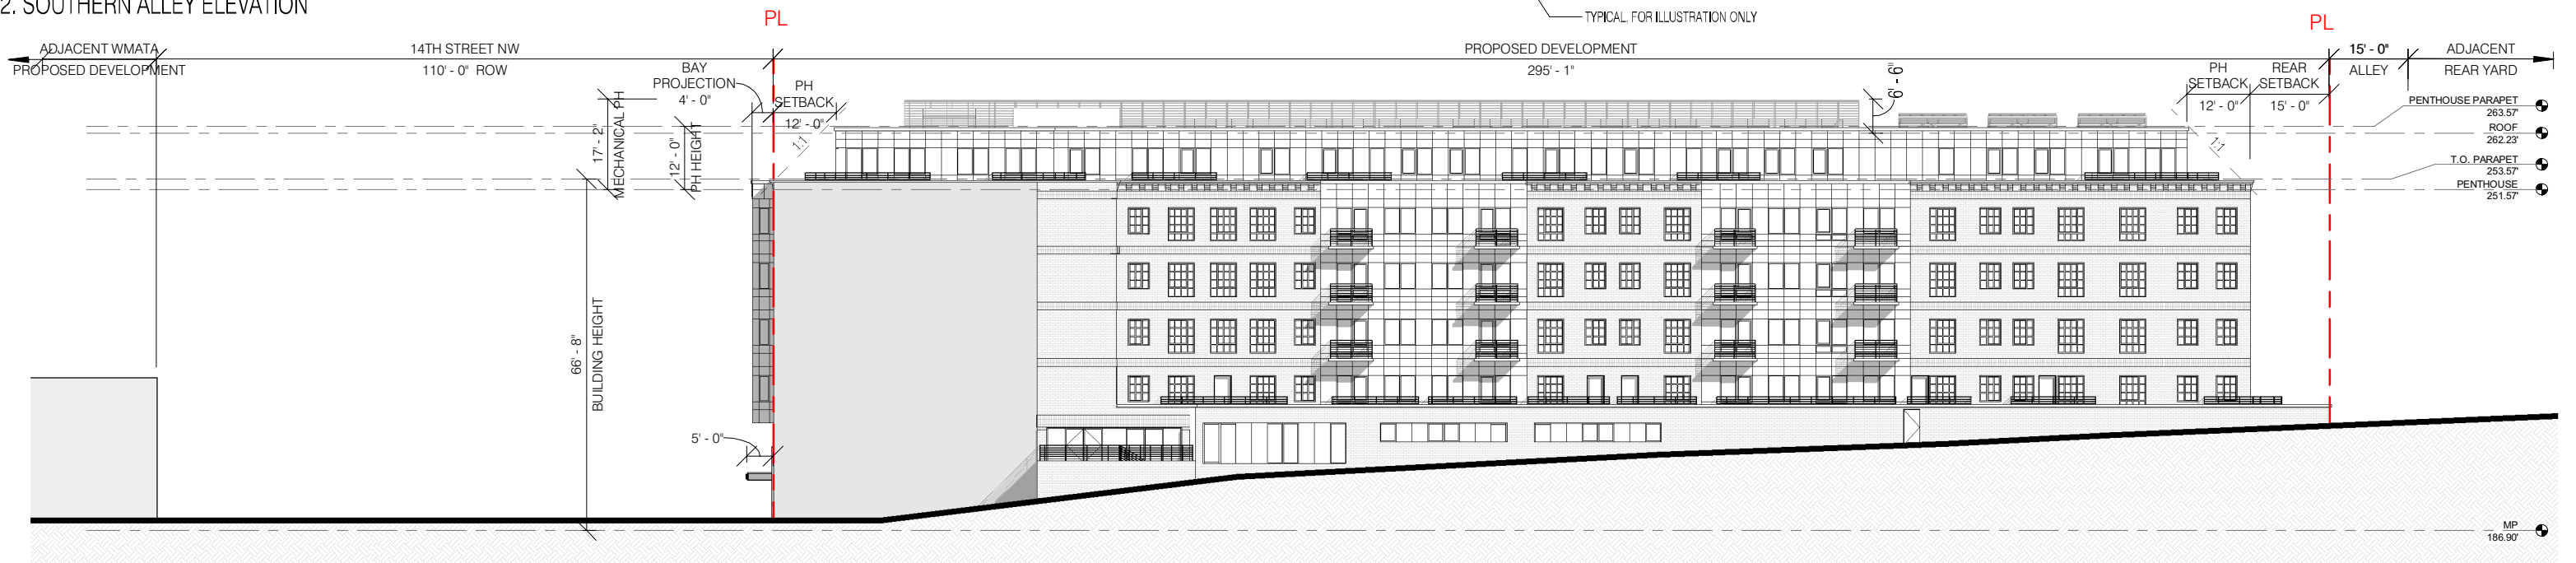 2. SOUTHERN ALLEY ELEVATION
TYPICAL, FOR ILLUSTRATION ONLY
PL
PL
ADJACENT WMATA
PROPOSED DEVELOPMENT
14TH STREET NW
110' - 0" ROW
PROPOSED DEVELOPMENT
295' - 1"
15' - 0"
ALLEY
ADJACENT
REAR YARD
BAY
PROJECTION
4' - 0"
PH
SETBACK
12' - 0"
6' - 6"
PH
SETBACK
12' - 0"
REAR
SETBACK
15' - 0"
17' - 2"
MECHANICAL PH
12' - 0"
PH HEIGHT
1:1
1:1
PENTHOUSE PARAPET
263.57'
ROOF
262.23'
T.O. PARAPET
253.57'
PENTHOUSE
251.57'
66' - 8"
BUILDING HEIGHT
5' - 0"
MP
186.90'